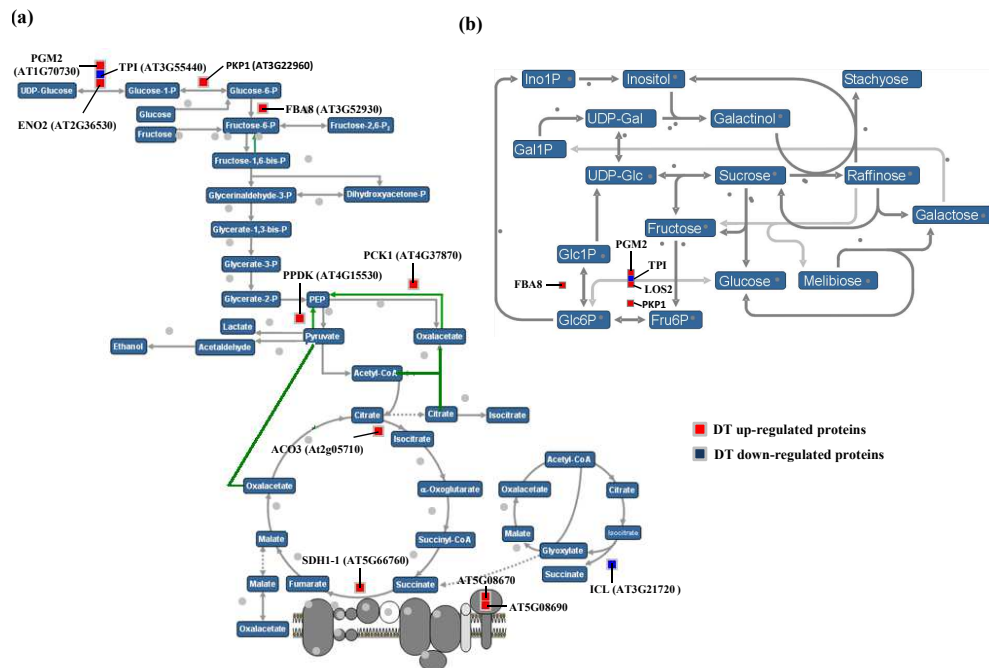 (a)
PGM2
(AT1G70730)
TPI (AT3G55440)
PKP1 (AT3G22960)
UDP-Glucose
Glucose-1-P
Glucose-6-P
ENO2 (AT2G36530)
Glucose
FBA8 (AT3G52930)
Fructose
Fructose-6-P
Fructose-2,6-P₂
Fructose-1,6-bis-P
Glycerinaldehyde-3-P
Dihydroxyacetone-P
Glycerate-1,3-bis-P
Glycerate-3-P
PCK1 (AT4G37870)
PPDK (AT4G15530)
Glycerate-2-P
PEP
Lactate
Pyruvate
Oxalacetate
Ethanol
Acetaldehyde
Acetyl-CoA
Citrate
Citrate
Isocitrate
ACO3 (At2g05710)
Isocitrate
Oxalacetate
α-Oxoglutarate
Malate
Succinyl-CoA
SDH1-1 (AT5G66760)
Malate
Fumarate
Succinate
Oxalacetate
AT5G08670
AT5G08690
Acetyl-CoA
Oxalacetate
Citrate
Malate
Isocitrate
Glyoxylate
Succinate
ICL (AT3G21720 )
(b)
Ino1P
Inositol
Stachyose
UDP-Gal
Galactinol
Gal1P
UDP-Glc
Sucrose
Raffinose
Fructose
Galactose
Glc1P
PGM2
TPI
FBA8
LOS2
Glucose
Melibiose
PKP1
Glc6P
Fru6P
DT up-regulated proteins
DT down-regulated proteins